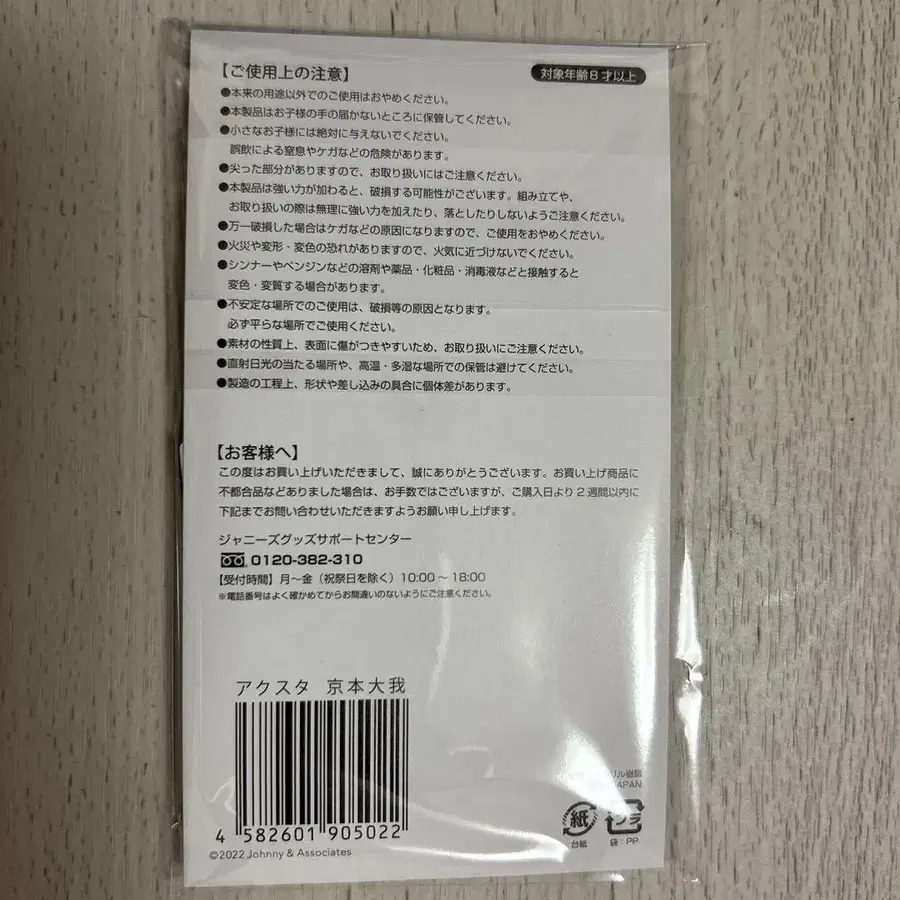 【ご使用上の注意】
対象年齢8才以上
●本来の用途以外でのご使用はおやめください。
●本製品はお子様の手の届かないところに保管してください。
●小さなお子様には絶対に与えないでください。
誤飲による窒息やケガなどの危険があります。
●尖った部分がありますので、お取り扱いにはご注意ください。
●本製品は強い力が加わると、破損する可能性がございます。組み立てや、
お取り扱いの際は無理に強い力を加えたり、落としたりしないようご注意ください。
●万一破損した場合はケガなどの原因になりますので、ご使用をおやめください。
●火災や変形・変色の恐れがありますので、火気に近づけないでください。
●シンナーやベンジンなどの溶剤や薬品・化粧品・消毒液などと接触すると
変色・変質する場合があります。
●不安定な場所でのご使用は、破損等の原因となります。
必ず平らな場所でご使用ください。
●素材の性質上、表面に傷がつきやすいため、お取り扱いにご注意ください。
●直射日光の当たる場所や、高温・多湿な場所での保管は避けてください。
●製造の工程上、形状や差し込みの具合に個体差があります。
【お客様へ】
この度はお買い上げいただきまして、誠にありがとうございます。お買い上げ商品に
不都合品などありました場合は、お手数ではございますが、ご購入日より2週間以内に
下記までお問い合わせいただきますようお願い申し上げます。
ジャニーズグッズサポートセンター
0120-382-310
【受付時間】月〜金（祝祭日を除く）10:00〜18:00
※電話番号はよく確かめてからお間違いのないようにご注意ください。
アクスタ 京本大我
4 582601 905022
©2022 Johnny & Associates
リル樹脂
JAPAN
紙 プラ
台紙 袋：PP